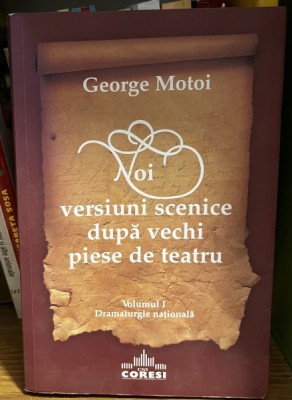 George Motoi
Noi
versiuni scenice
după vechi
piese de teatru
Volumul I
Dramaturgie națională
CORESI